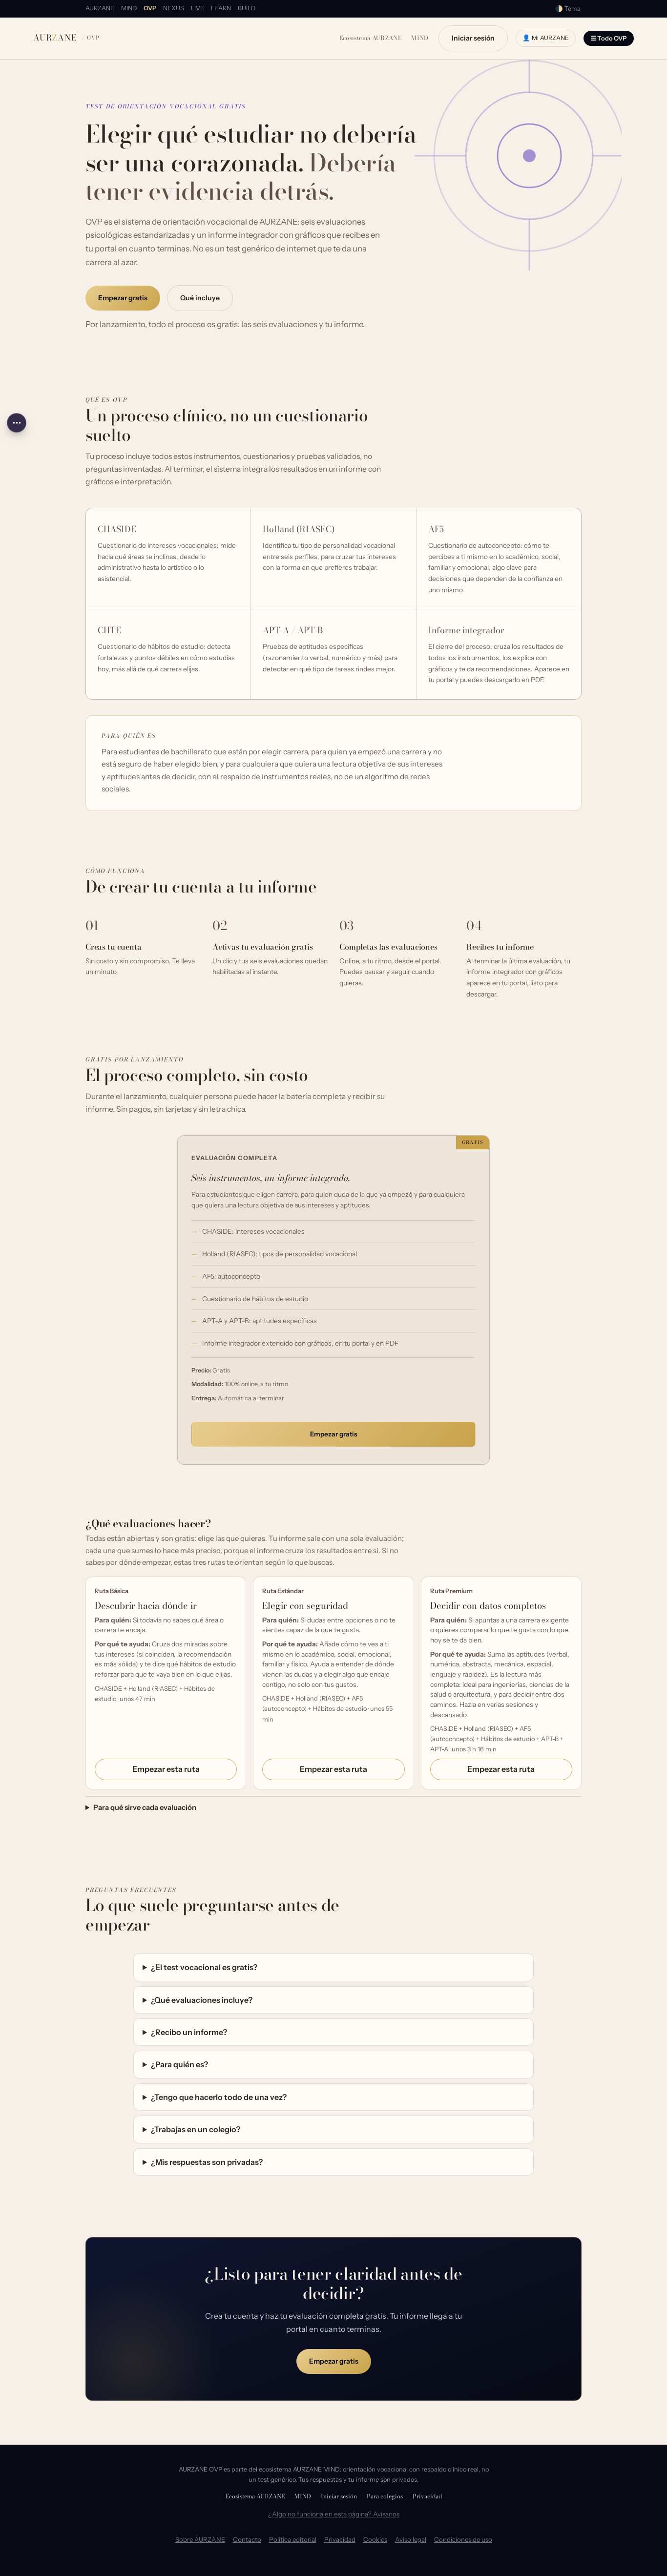 AURZANE MIND OVP NEXUS LIVE LEARN BUILD
Tema
AURZANE / OVP
Ecosistema AURZANE MIND Iniciar sesión Mi AURZANE ☰ Todo OVP
TEST DE ORIENTACIÓN VOCACIONAL GRATIS
Elegir qué estudiar no debería
ser una corazonada. Debería
tener evidencia detrás.
OVP es el sistema de orientación vocacional de AURZANE: seis evaluaciones
psicológicas estandarizadas y un informe integrador con gráficos que recibes en
tu portal en cuanto terminas. No es un test genérico de internet que te da una
carrera al azar.
Empezar gratis Qué incluye
Por lanzamiento, todo el proceso es gratis: las seis evaluaciones y tu informe.
QUÉ ES OVP
Un proceso clínico, no un cuestionario
suelto
Tu proceso incluye todos estos instrumentos, cuestionarios y pruebas validados, no
preguntas inventadas. Al terminar, el sistema integra los resultados en un informe con
gráficos e interpretación.
CHASIDE
Cuestionario de intereses vocacionales: mide
hacia qué áreas te inclinas, desde lo
administrativo hasta lo artístico o lo
asistencial.
Holland (RIASEC)
Identifica tu tipo de personalidad vocacional
entre seis perfiles, para cruzar tus intereses
con la forma en que prefieres trabajar.
AF5
Cuestionario de autoconcepto: cómo te
percibes a ti mismo en lo académico, social,
familiar y emocional, algo clave para
decisiones que dependen de la confianza en
uno mismo.
CHTE
Cuestionario de hábitos de estudio: detecta
fortalezas y puntos débiles en cómo estudias
hoy, más allá de qué carrera elijas.
APT-A / APT-B
Pruebas de aptitudes específicas
(razonamiento verbal, numérico y más) para
detectar en qué tipo de tareas rindes mejor.
Informe integrador
El cierre del proceso: cruza los resultados de
todos los instrumentos, los explica con
gráficos y te da recomendaciones. Aparece en
tu portal y puedes descargarlo en PDF.
PARA QUIÉN ES
Para estudiantes de bachillerato que están por elegir carrera, para quien ya empezó una carrera y no
está seguro de haber elegido bien, y para cualquiera que quiera una lectura objetiva de sus intereses
y aptitudes antes de decidir, con el respaldo de instrumentos reales, no de un algoritmo de redes
sociales.
CÓMO FUNCIONA
De crear tu cuenta a tu informe
01
Creas tu cuenta
Sin costo y sin compromiso. Te lleva
un minuto.
02
Activas tu evaluación gratis
Un clic y tus seis evaluaciones quedan
habilitadas al instante.
03
Completas las evaluaciones
Online, a tu ritmo, desde el portal.
Puedes pausar y seguir cuando
quieras.
04
Recibes tu informe
Al terminar la última evaluación, tu
informe integrador con gráficos
aparece en tu portal, listo para
descargar.
GRATIS POR LANZAMIENTO
El proceso completo, sin costo
Durante el lanzamiento, cualquier persona puede hacer la batería completa y recibir su
informe. Sin pagos, sin tarjetas y sin letra chica.
GRATIS
EVALUACIÓN COMPLETA
Seis instrumentos, un informe integrado.
Para estudiantes que eligen carrera, para quien duda de la que ya empezó y para cualquiera
que quiera una lectura objetiva de sus intereses y aptitudes.
— CHASIDE: intereses vocacionales
— Holland (RIASEC): tipos de personalidad vocacional
— AF5: autoconcepto
— Cuestionario de hábitos de estudio
— APT-A y APT-B: aptitudes específicas
— Informe integrador extendido con gráficos, en tu portal y en PDF
Precio: Gratis
Modalidad: 100% online, a tu ritmo
Entrega: Automática al terminar
Empezar gratis
¿Qué evaluaciones hacer?
Todas están abiertas y son gratis: elige las que quieras. Tu informe sale con una sola evaluación;
cada una que sumes lo hace más preciso, porque el informe cruza los resultados entre sí. Si no
sabes por dónde empezar, estas tres rutas te orientan según lo que buscas.
Ruta Básica
Descubrir hacia dónde ir
Para quién: Si todavía no sabes qué área o
carrera te encaja.
Por qué te ayuda: Cruza dos miradas sobre
tus intereses (si coinciden, la recomendación
es más sólida) y te dice qué hábitos de estudio
reforzar para que te vaya bien en lo que elijas.
CHASIDE + Holland (RIASEC) + Hábitos de
estudio · unos 47 min
Empezar esta ruta
Ruta Estándar
Elegir con seguridad
Para quién: Si dudas entre opciones o no te
sientes capaz de la que te gusta.
Por qué te ayuda: Añade cómo te ves a ti
mismo en lo académico, social, emocional,
familiar y físico. Ayuda a entender de dónde
vienen las dudas y a elegir algo que encaje
contigo, no solo con tus gustos.
CHASIDE + Holland (RIASEC) + AF5
(autoconcepto) + Hábitos de estudio · unos 55
min
Empezar esta ruta
Ruta Premium
Decidir con datos completos
Para quién: Si apuntas a una carrera exigente
o quieres comparar lo que te gusta con lo que
hoy se te da bien.
Por qué te ayuda: Suma las aptitudes (verbal,
numérica, abstracta, mecánica, espacial,
lenguaje y rapidez). Es la lectura más
completa: ideal para ingenierías, ciencias de la
salud o arquitectura, y para decidir entre dos
caminos. Hazla en varias sesiones y
descansado.
CHASIDE + Holland (RIASEC) + AF5
(autoconcepto) + Hábitos de estudio + APT-B +
APT-A · unos 3 h 16 min
Empezar esta ruta
▶ Para qué sirve cada evaluación
PREGUNTAS FRECUENTES
Lo que suele preguntarse antes de
empezar
▶ ¿El test vocacional es gratis?
▶ ¿Qué evaluaciones incluye?
▶ ¿Recibo un informe?
▶ ¿Para quién es?
▶ ¿Tengo que hacerlo todo de una vez?
▶ ¿Trabajas en un colegio?
▶ ¿Mis respuestas son privadas?
¿Listo para tener claridad antes de
decidir?
Crea tu cuenta y haz tu evaluación completa gratis. Tu informe llega a tu
portal en cuanto terminas.
Empezar gratis
AURZANE OVP es parte del ecosistema AURZANE MIND: orientación vocacional con respaldo clínico real, no
un test genérico. Tus respuestas y tu informe son privados.
Ecosistema AURZANE MIND Iniciar sesión Para colegios Privacidad
¿Algo no funciona en esta página? Avísanos
Sobre AURZANE Contacto Política editorial Privacidad Cookies Aviso legal Condiciones de uso